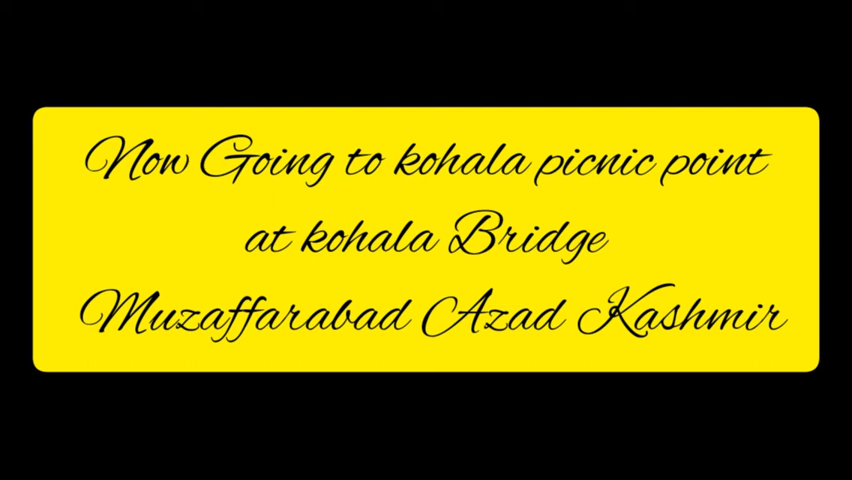 Now Going to kohala picnic point
at kohala Bridge
Muzaffarabad Azad Kashmir